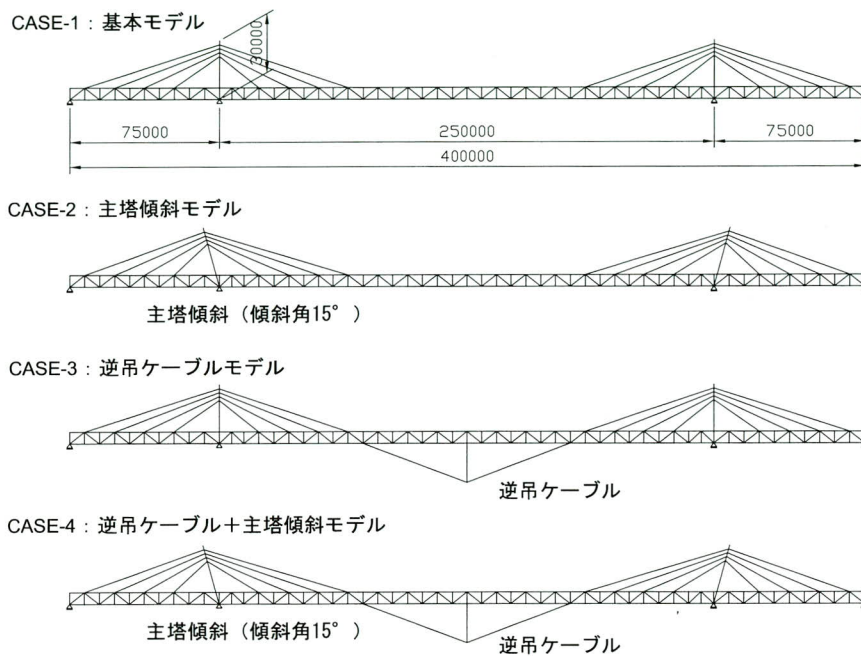 CASE-1：基本モデル
30000
75000
250000
75000
400000
CASE-2：主塔傾斜モデル
主塔傾斜（傾斜角15°）
CASE-3：逆吊ケーブルモデル
逆吊ケーブル
CASE-4：逆吊ケーブル＋主塔傾斜モデル
主塔傾斜（傾斜角15°）
逆吊ケーブル